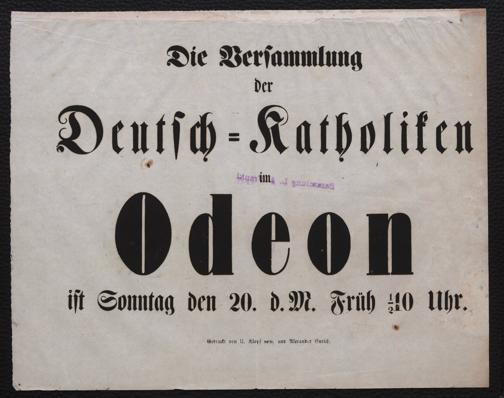 Die Versammlung
der
Deutsch=Katholiken
im
Odeon
ist Sonntag den 20. d. M. Früh ½10 Uhr.
Gedruckt von U. Klopf sen. und Alexander Eurich.